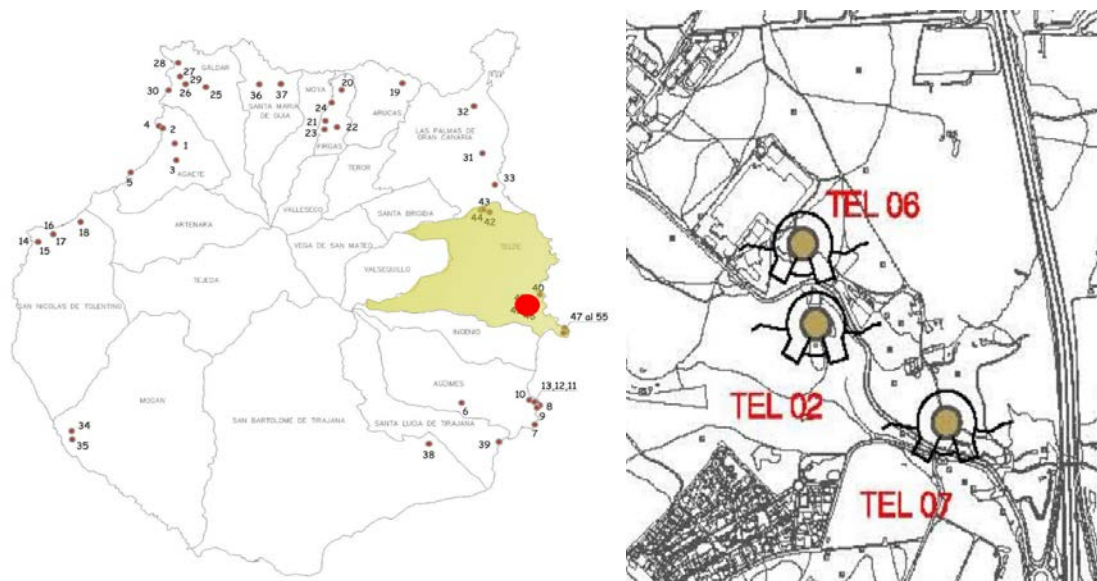 28
GALDAR
27
29
26
25
30
36
37
SANTA MARIA
DE GUIA
MOYA
20
24
21
23
22
FIRGAS
19
ARUCAS
32
LAS PALMAS DE
GRAN CANARIA
31
33
4
2
1
3
AGAETE
5
TEROR
VALLESECO
ARTENARA
SANTA BRIGIDA
43
44
42
TELDE
VEGA DE SAN MATEO
VALSEQUILLO
16
18
14
17
15
TEJEDA
SAN NICOLAS DE TOLENTINO
40
47 al 55
INGENIO
AGÜIMES
6
10
13,12,11
8
9
7
MOGAN
SAN BARTOLOME DE TIRAJANA
SANTA LUCIA DE TIRAJANA
34
35
38
39
TEL 06
TEL 02
TEL 07